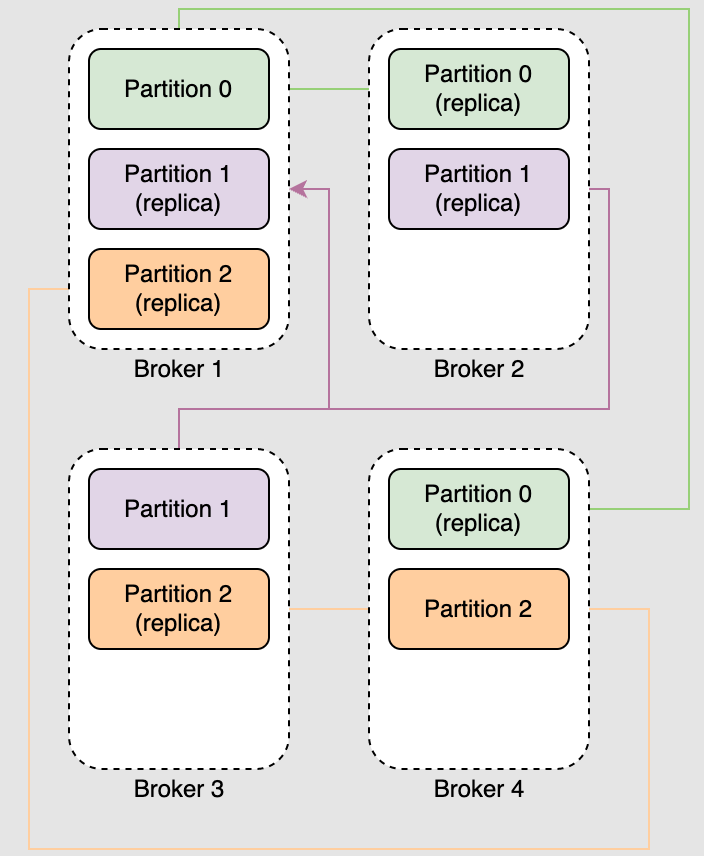 Partition 0
Partition 1
(replica)
Partition 2
(replica)
Broker 1
Partition 0
(replica)
Partition 1
(replica)
Broker 2
Partition 1
Partition 2
(replica)
Broker 3
Partition 0
(replica)
Partition 2
Broker 4